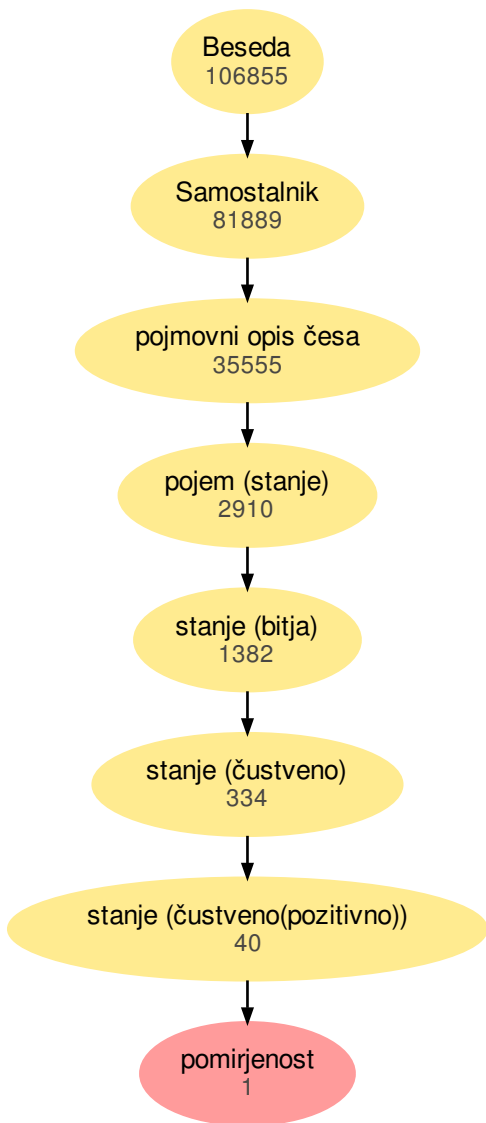 Beseda
106855
Samostalnik
81889
pojmovni opis česa
35555
pojem (stanje)
2910
stanje (bitja)
1382
stanje (čustveno)
334
stanje (čustveno(pozitivno))
40
pomirjenost
1